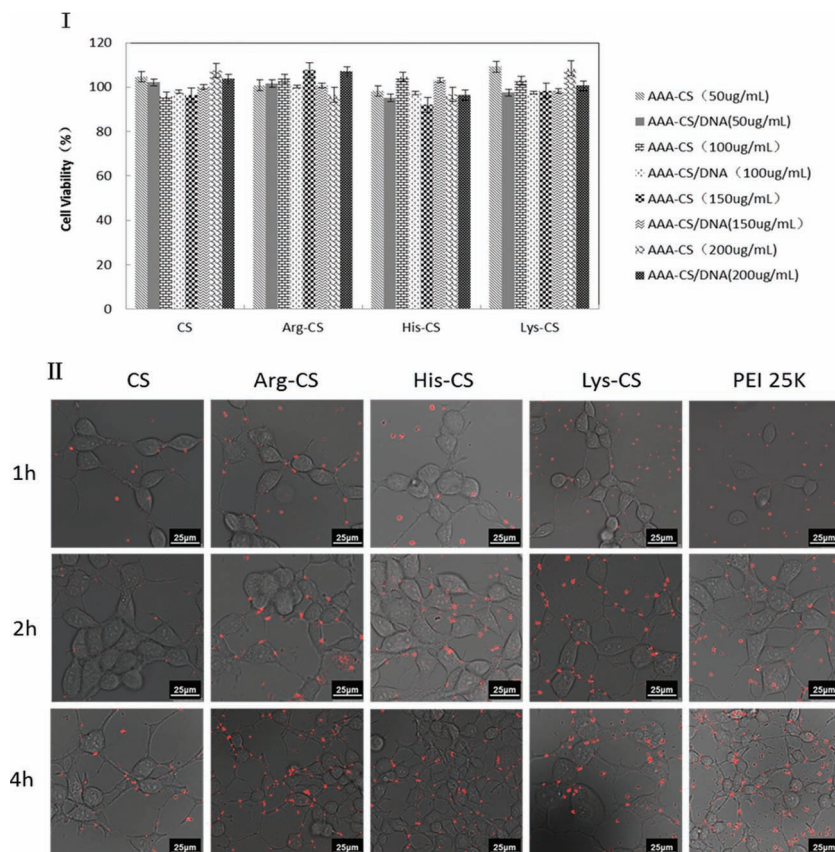 I
120
100
80
60
40
20
0
Cell Viability (%)
CS Arg-CS His-CS Lys-CS
AAA-CS（50ug/mL)
AAA-CS/DNA(50ug/mL)
AAA-CS（100ug/mL）
AAA-CS/DNA（100ug/mL)
AAA-CS（150ug/mL）
AAA-CS/DNA(150ug/mL）
AAA-CS（200ug/mL)
AAA-CS/DNA(200ug/mL)
II
CS Arg-CS His-CS Lys-CS PEI 25K
1h
25μm 25μm 25μm 25μm 25μm
2h
25μm 25μm 25μm 25μm 25μm
4h
25μm 25μm 25μm 25μm 25μm